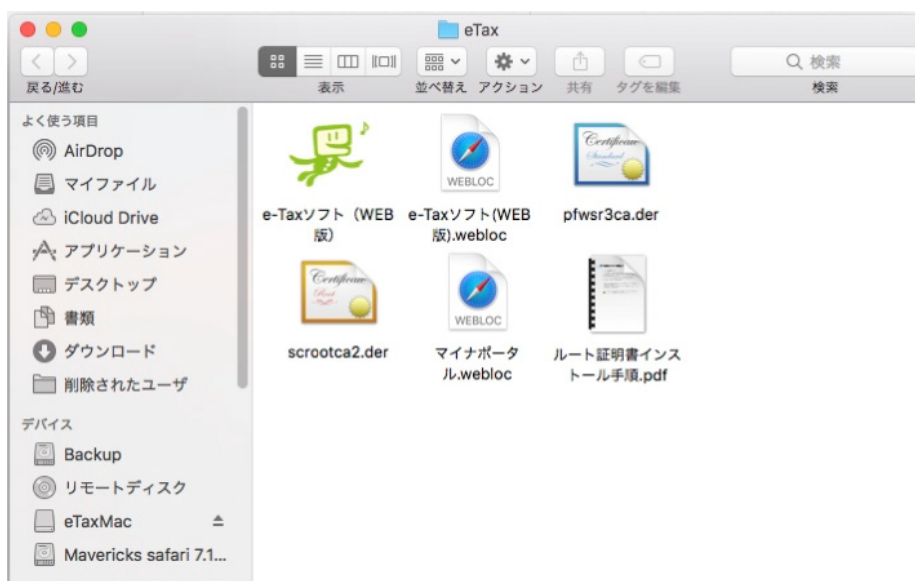 eTax
戻る/進む
表示
並べ替え
アクション
共有
タグを編集
検索
検索
よく使う項目
AirDrop
マイファイル
iCloud Drive
アプリケーション
デスクトップ
書類
ダウンロード
削除されたユーザ
デバイス
Backup
リモートディスク
eTaxMac
Mavericks safari 7.1...
e-Taxソフト（WEB
版）
WEBLOC
e-Taxソフト(WEB
版).webloc
Certificate
Standard
pfwsr3ca.der
Certificate
Root
scrootca2.der
WEBLOC
マイナポータ
ル.webloc
ルート証明書インス
トール手順.pdf